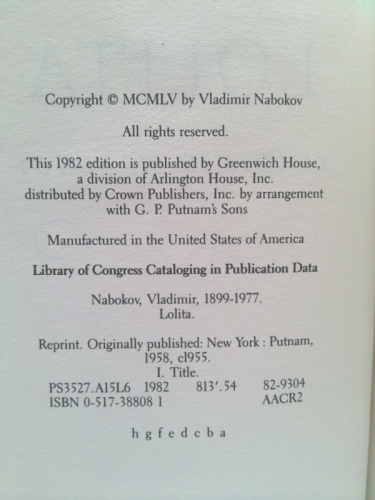 Copyright © MCMLV by Vladimir Nabokov
All rights reserved.
This 1982 edition is published by Greenwich House,
a division of Arlington House, Inc.
distributed by Crown Publishers, Inc. by arrangement
with G. P. Putnam's Sons
Manufactured in the United States of America
Library of Congress Cataloging in Publication Data
Nabokov, Vladimir, 1899-1977.
Lolita.
Reprint. Originally published: New York : Putnam,
1958, cl955.
I. Title.
PS3527.A15L6 1982 813'.54 82-9304
ISBN 0-517-38808 1 AACR2
h g f e d c b a